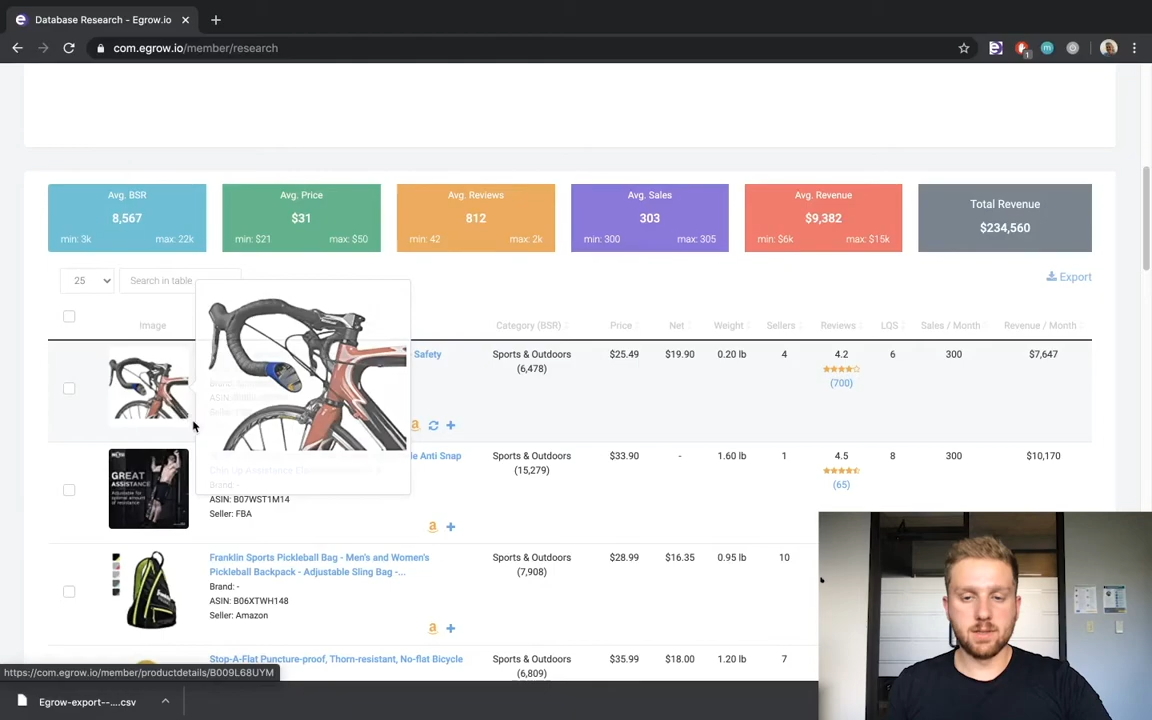 Database Research - Egrow.io
com.egrow.io/member/research
1
Avg. BSR
8,567
min: 3k max: 22k
Avg. Price
$31
min: $21 max: $50
Avg. Reviews
812
min: 42 max: 2k
Avg. Sales
303
min: 300 max: 305
Avg. Revenue
$9,382
min: $6k max: $15k
Total Revenue
$234,560
25
Search in table
Export
Image Category (BSR) Price Net Weight Sellers Reviews LQS Sales / Month Revenue / Month
Safety
Brand:
ASIN:
Seller:
Sports & Outdoors
(6,478)
$25.49 $19.90 0.20 lb 4 4.2 6 300 $7,647
(700)
a
GREAT
ASSISTANCE
Anti Snap
Chin Up Assistance
Brand: -
ASIN: B07WST1M14
Seller: FBA
a
Sports & Outdoors
(15,279)
$33.90 - 1.60 lb 1 4.5 8 300 $10,170
(65)
Franklin Sports Pickleball Bag - Men's and Women's
Pickleball Backpack - Adjustable Sling Bag -...
Brand: -
ASIN: B06XTWH148
Seller: Amazon
a
Sports & Outdoors
(7,908)
$28.99 $16.35 0.95 lb 10
Stop-A-Flat Puncture-proof, Thorn-resistant, No-flat Bicycle
Sports & Outdoors
(6,809)
$35.99 $18.00 1.20 lb 7
https://com.egrow.io/member/productdetails/B009L68UYM
Egrow-export--....csv